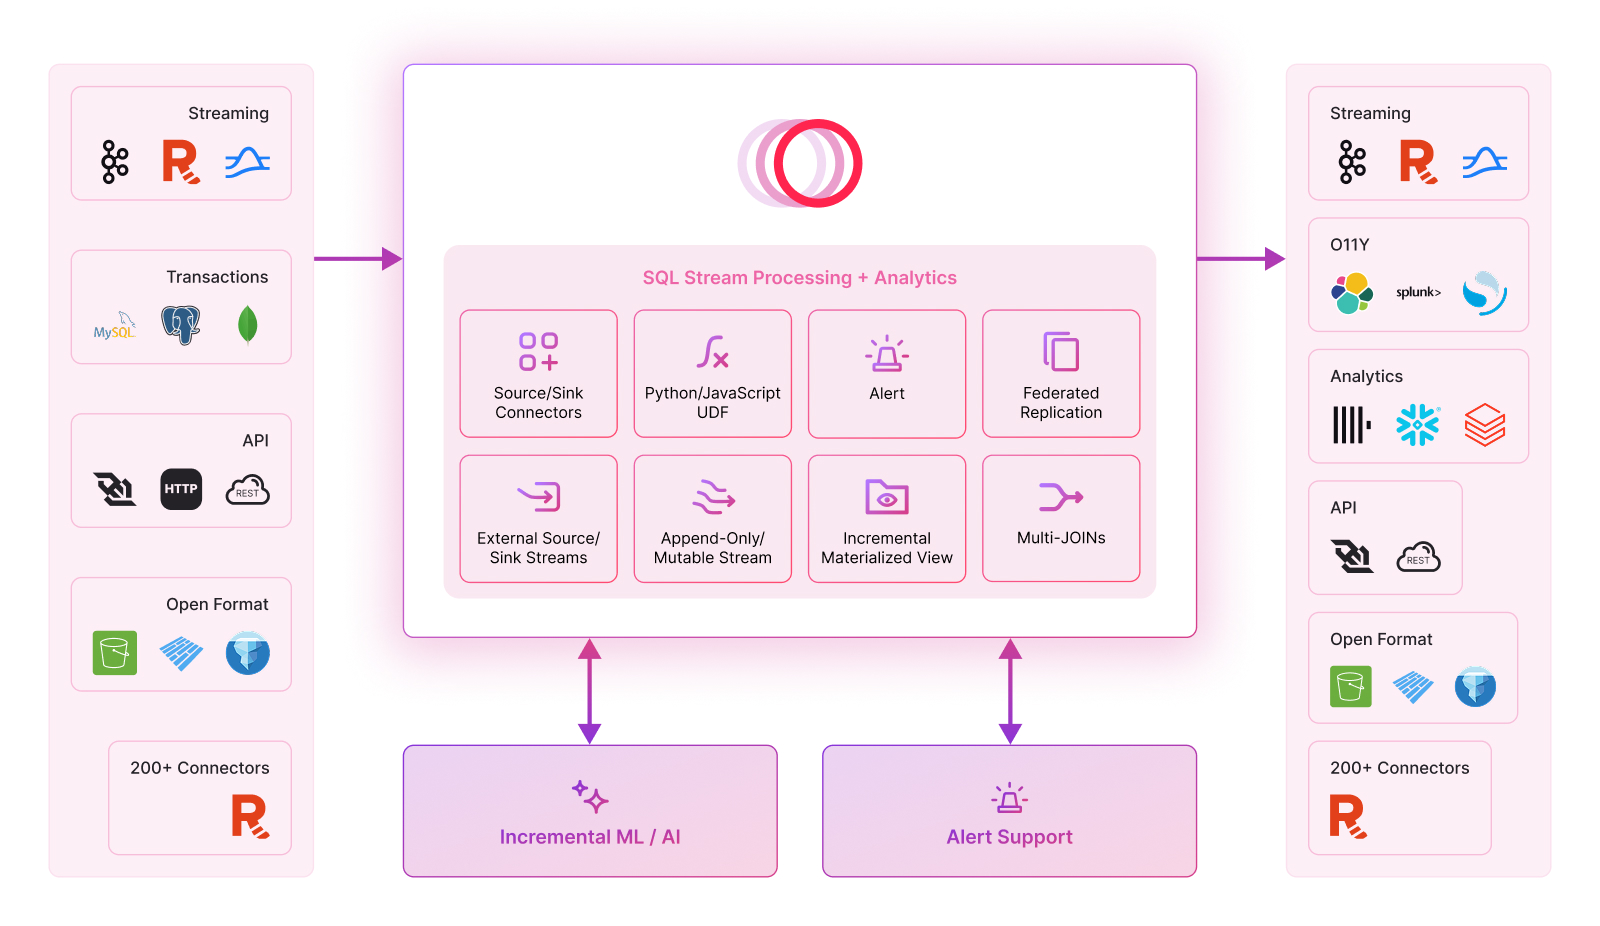 Streaming
Transactions
MySQL
API
HTTP
REST
Open Format
200+ Connectors
R
SQL Stream Processing + Analytics
Source/Sink
Connectors
Python/JavaScript
UDF
Alert
Federated
Replication
External Source/
Sink Streams
Append-Only/
Mutable Stream
Incremental
Materialized View
Multi-JOINs
Incremental ML / AI
Alert Support
Streaming
O11Y
splunk>
Analytics
API
REST
Open Format
200+ Connectors
R